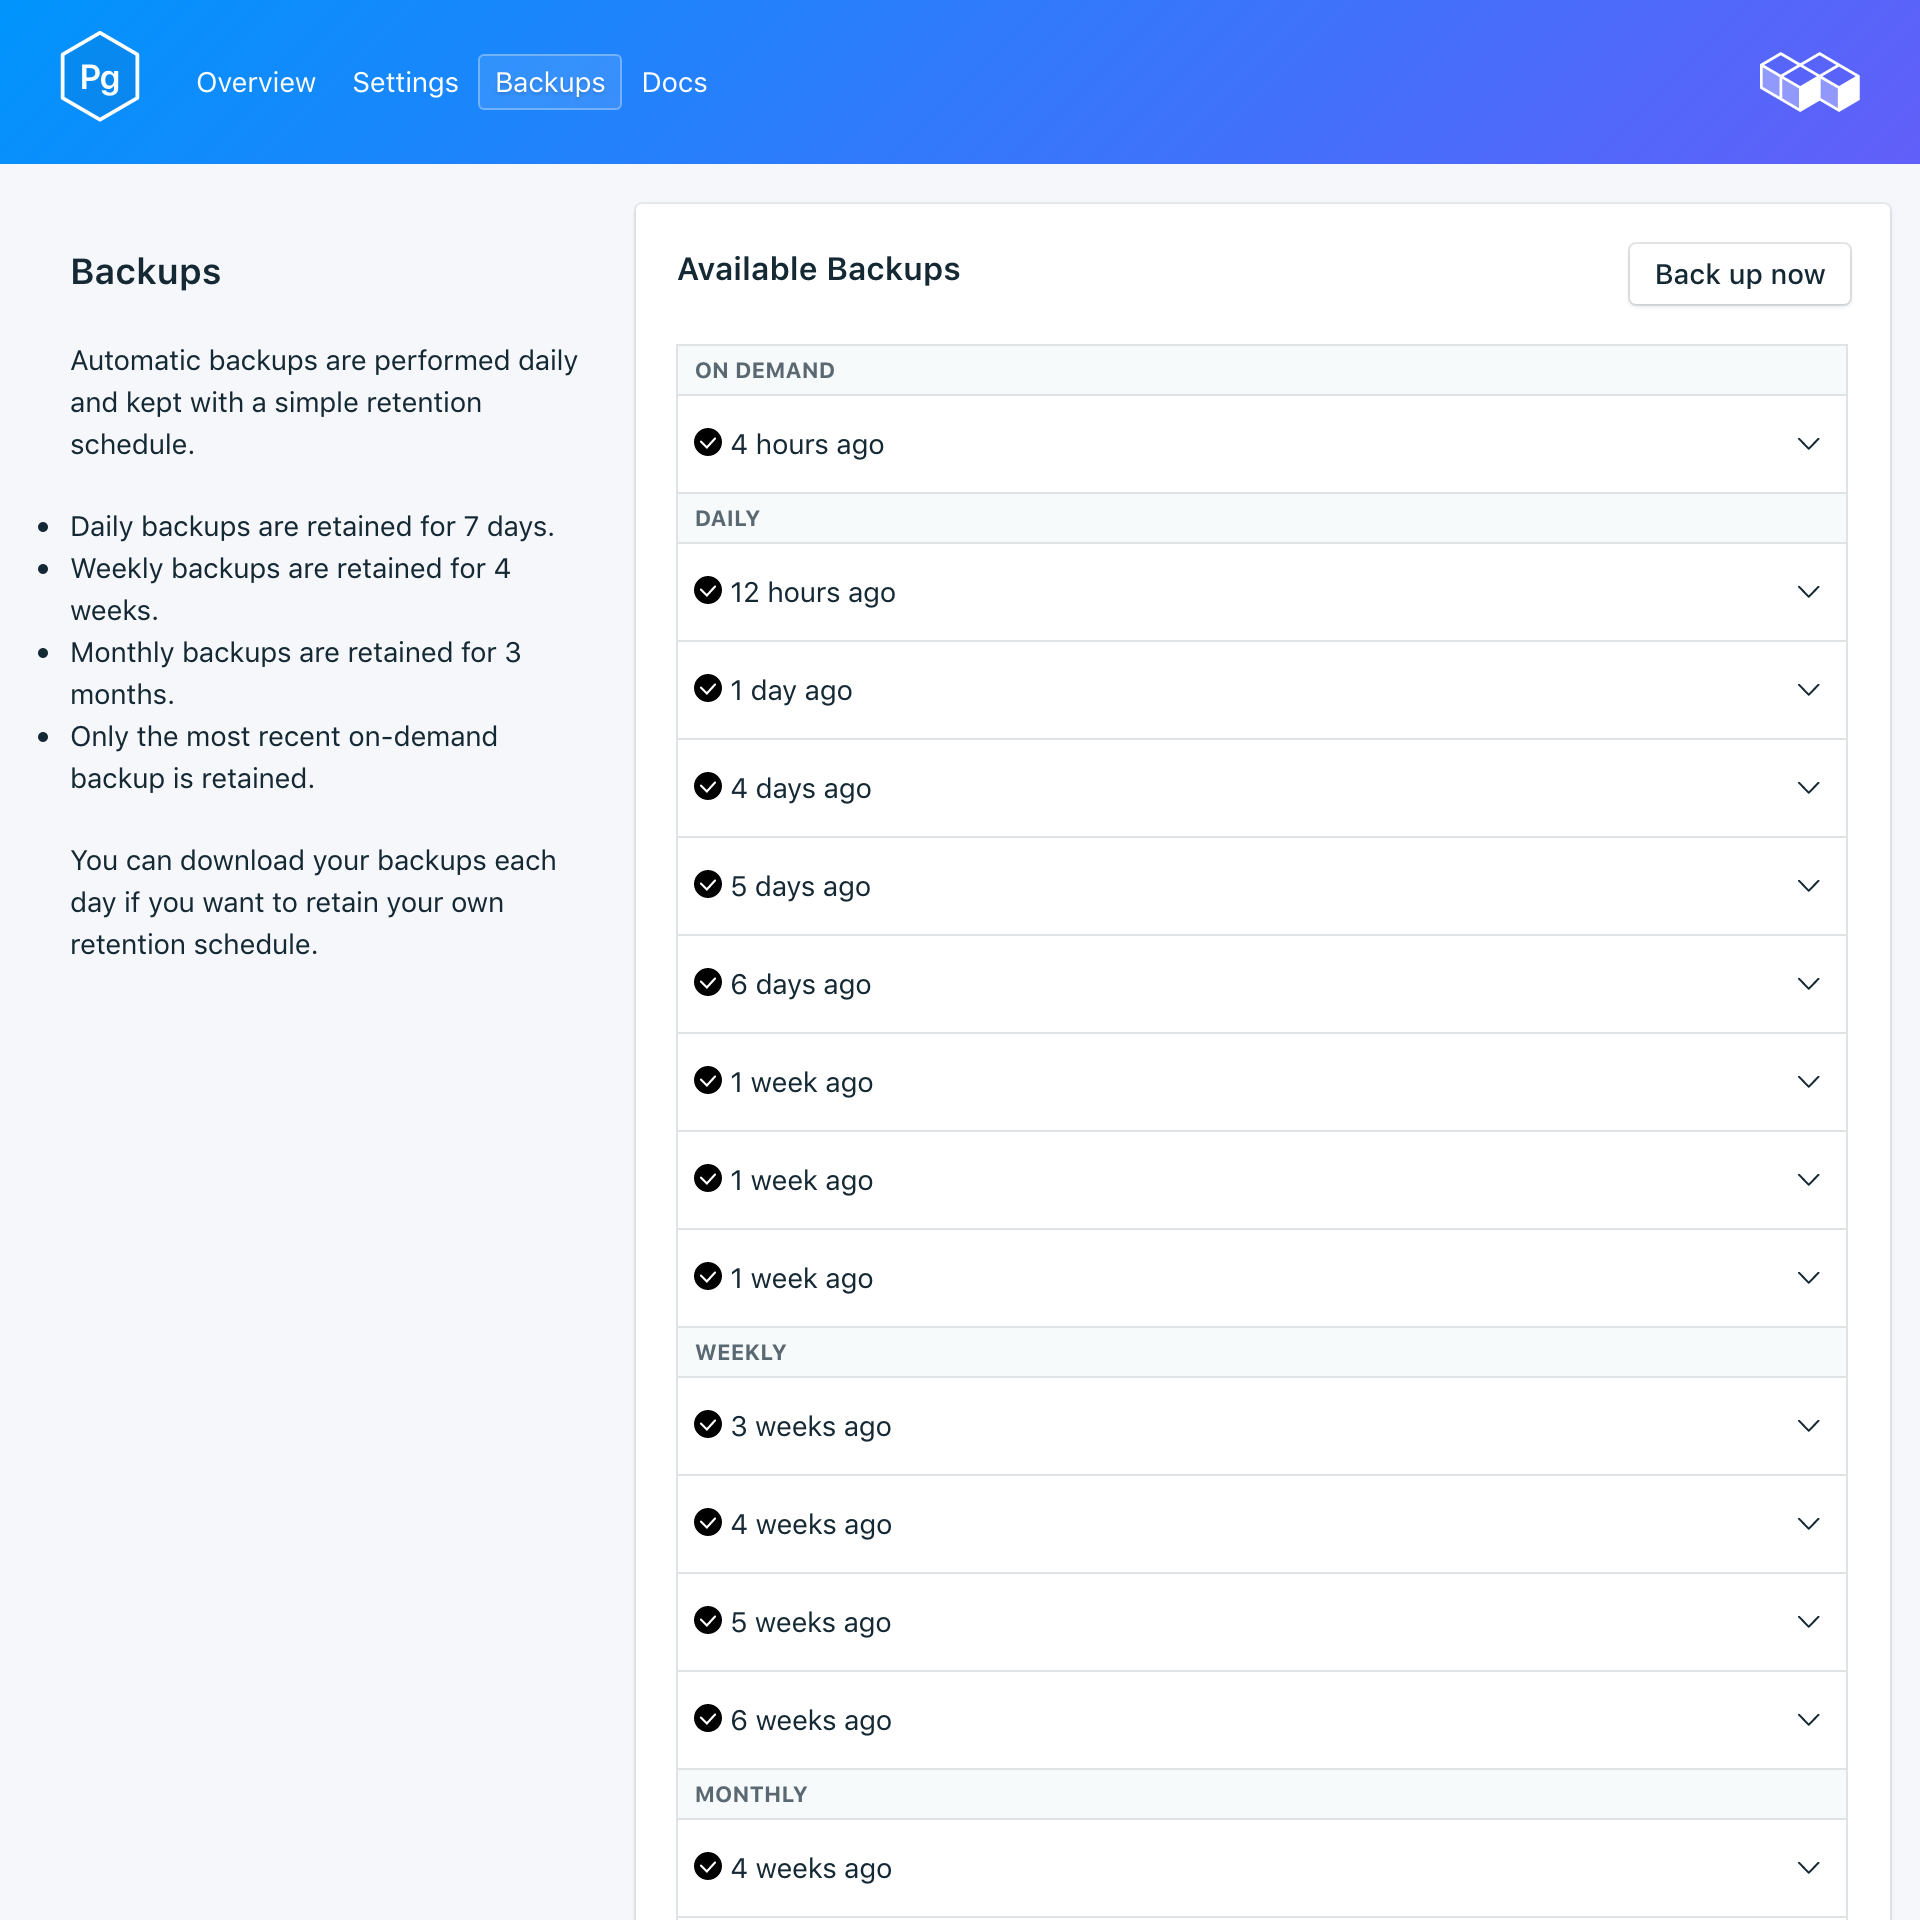 Pg
Overview Settings Backups Docs
Backups
Automatic backups are performed daily
and kept with a simple retention
schedule.
Daily backups are retained for 7 days.
Weekly backups are retained for 4
weeks.
Monthly backups are retained for 3
months.
Only the most recent on-demand
backup is retained.
You can download your backups each
day if you want to retain your own
retention schedule.
Available Backups
Back up now
ON DEMAND
4 hours ago
DAILY
12 hours ago
1 day ago
4 days ago
5 days ago
6 days ago
1 week ago
1 week ago
1 week ago
WEEKLY
3 weeks ago
4 weeks ago
5 weeks ago
6 weeks ago
MONTHLY
4 weeks ago